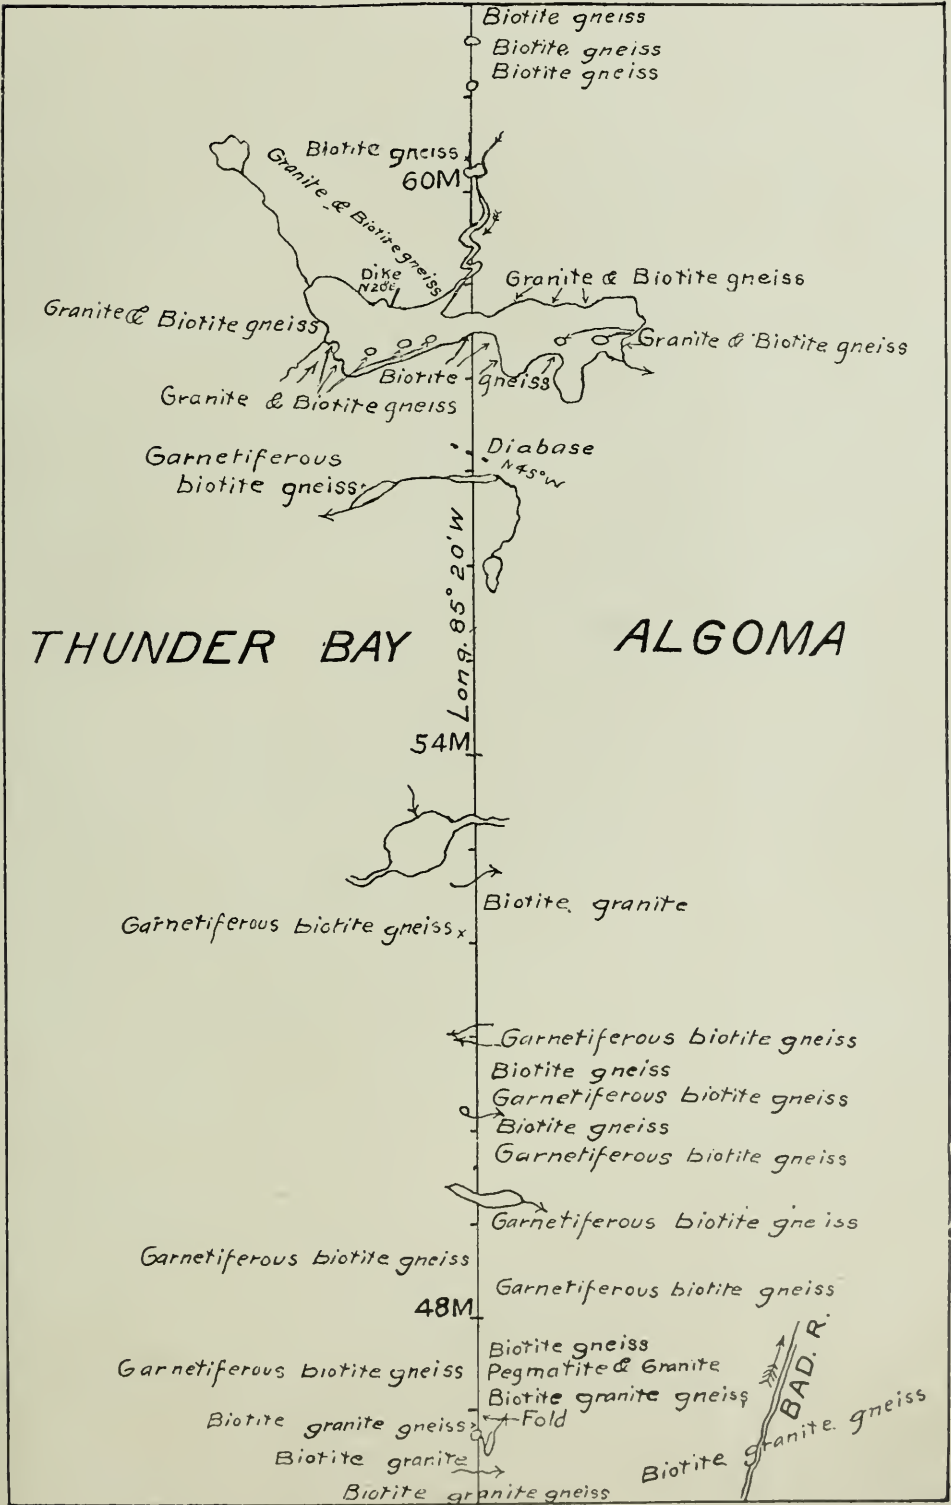 Biotite gneiss
Biotite gneiss
Biotite gneiss
Biotite gneiss
60M
Granite & Biotite gneiss
Dike
N20°E
Granite & Biotite gneiss
Granite & Biotite gneiss
Granite & Biotite gneiss
Biotite gneiss
Granite & Biotite gneiss
Diabase
N45°W
Garnetiferous
biotite gneiss
Long. 85° 20' W
THUNDER BAY
ALGOMA
54M
Biotite granite
Garnetiferous biotite gneiss x
Garnetiferous biotite gneiss
Biotite gneiss
Garnetiferous biotite gneiss
Biotite gneiss
Garnetiferous biotite gneiss
Garnetiferous biotite gneiss
Garnetiferous biotite gneiss
Garnetiferous biotite gneiss
48M
Biotite gneiss
Garnetiferous biotite gneiss
Pegmatite & Granite
Biotite granite gneiss
Fold
Biotite granite gneiss
Biotite granite
Biotite granite gneiss
BAD. R.
Biotite granite gneiss